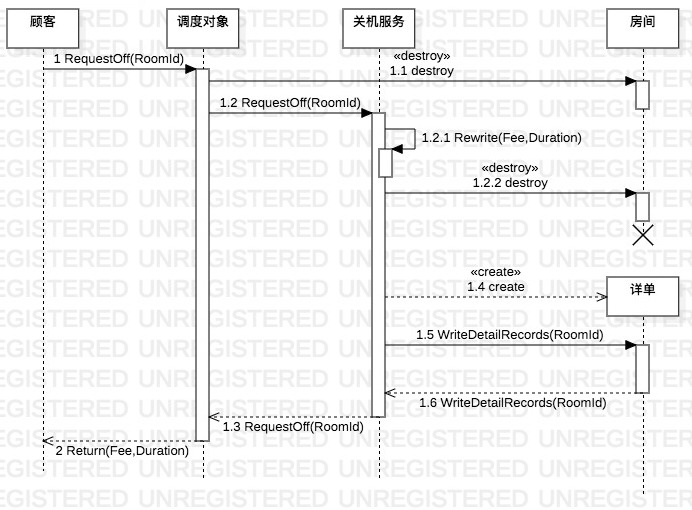 顾客
调度对象
关机服务
房间
1 RequestOff(RoomId)
«destroy»
1.1 destroy
1.2 RequestOff(RoomId)
1.2.1 Rewrite(Fee,Duration)
«destroy»
1.2.2 destroy
«create»
1.4 create
详单
1.5 WriteDetailRecords(RoomId)
1.6 WriteDetailRecords(RoomId)
1.3 RequestOff(RoomId)
2 Return(Fee,Duration)
UNREGISTERED